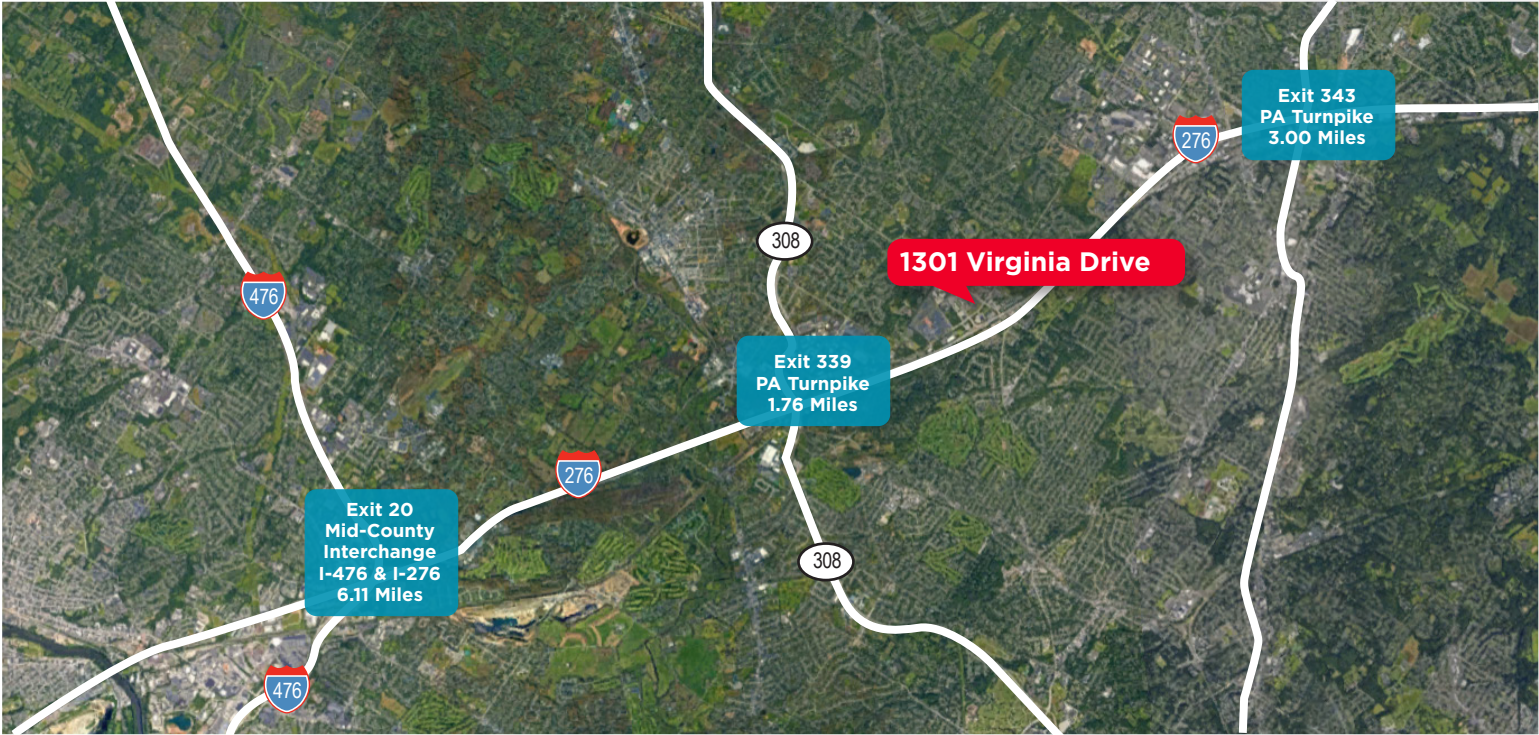 Exit 343
PA Turnpike
3.00 Miles
276
308
1301 Virginia Drive
476
Exit 339
PA Turnpike
1.76 Miles
276
Exit 20
Mid-County
Interchange
I-476 & I-276
6.11 Miles
308
476